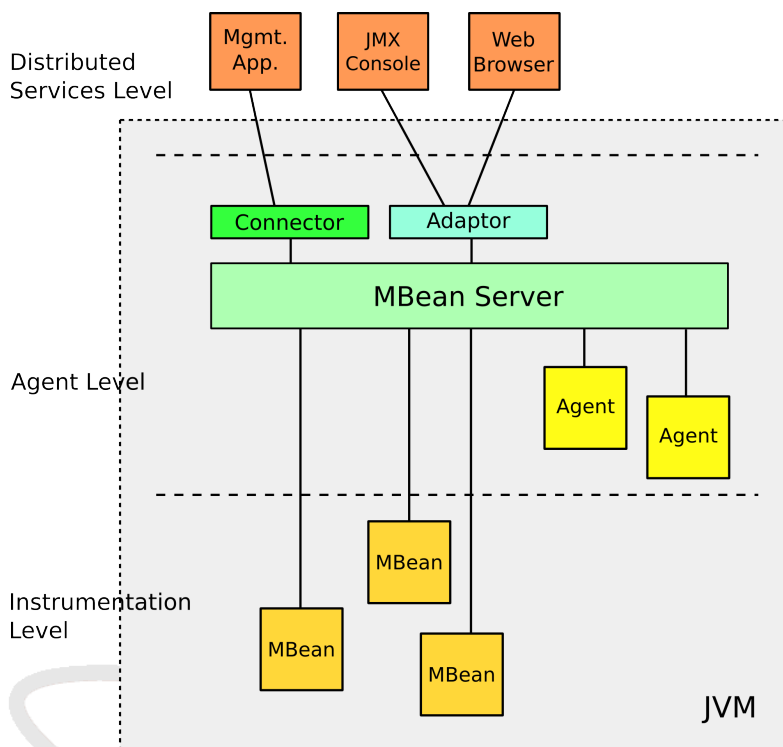 Mgmt.
App.
JMX
Console
Web
Browser
Distributed
Services Level
Connector
Adaptor
MBean Server
Agent Level
Agent
Agent
MBean
Instrumentation
Level
MBean
MBean
JVM